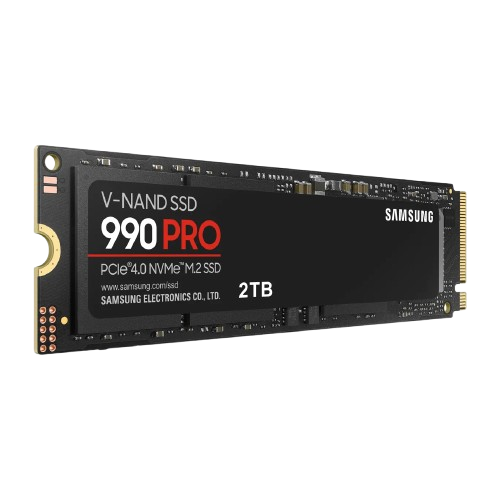 V-NAND SSD
990 PRO
PCIe® 4.0 NVMe™ M.2 SSD
www.samsung.com/ssd
SAMSUNG ELECTRONICS CO., LTD.
2TB
SAMSUNG